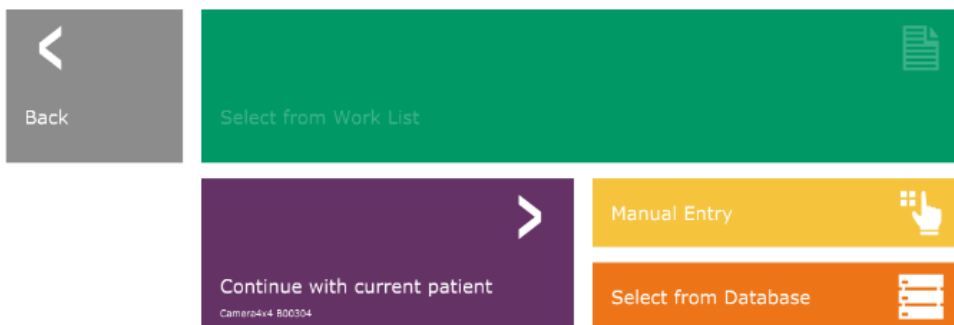 Back
Select from Work List
Continue with current patient
Camera4x4 B00304
Manual Entry
Select from Database